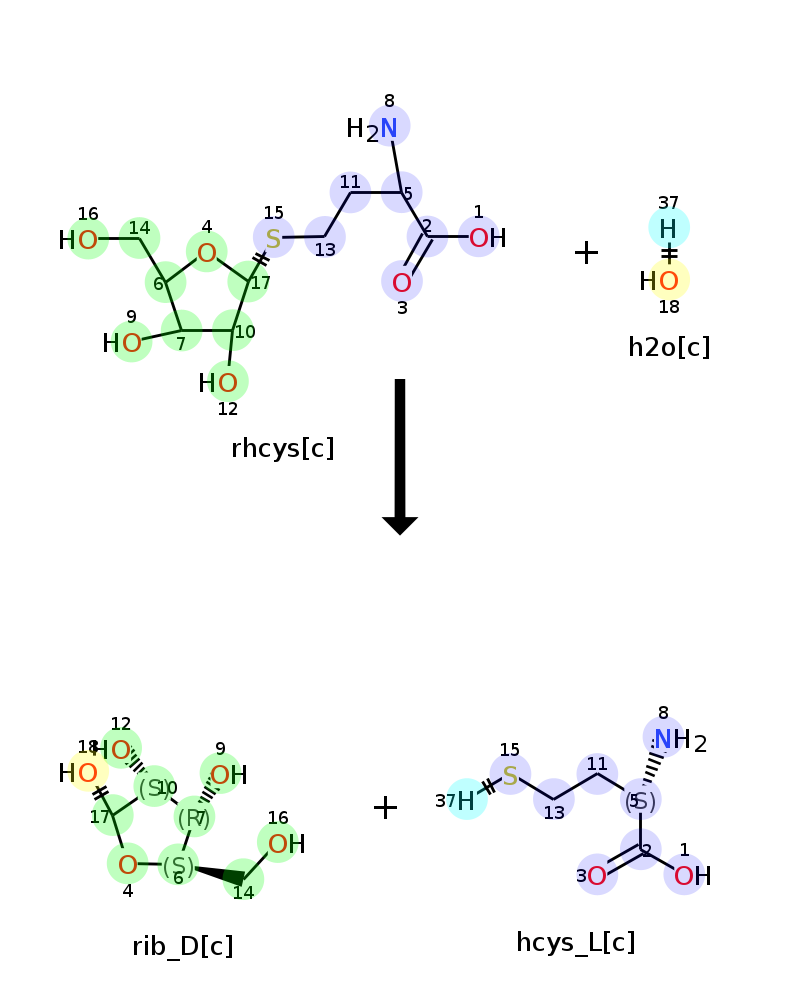 8
H2N
11
5
16
14
4
15
2
1
HO
O
S
13
OH
37
H
6
17
O
3
HO
O
18
9
HO
7
10
h2o[c]
HO
12
+
rhcys[c]
12
HO
18
HO
9
OH
(S)
10
17
(R)
7
16
OH
O
4
(S)
6
14
rib_D[c]
+
8
NH2
15
S
11
37
H
13
(S)
5
2
1
3
O
OH
hcys_L[c]